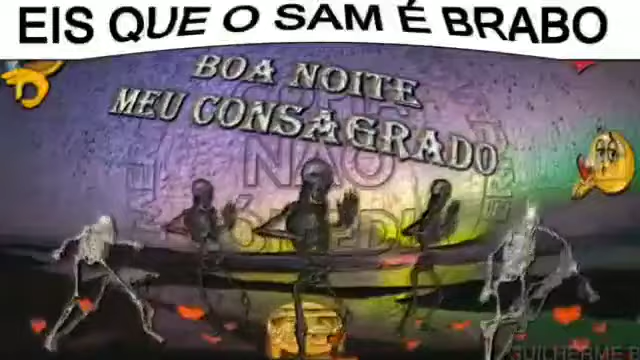 EIS QUE O SAM É BRABO
BOA NOITE
MEU CONSAGRADO
NÃO